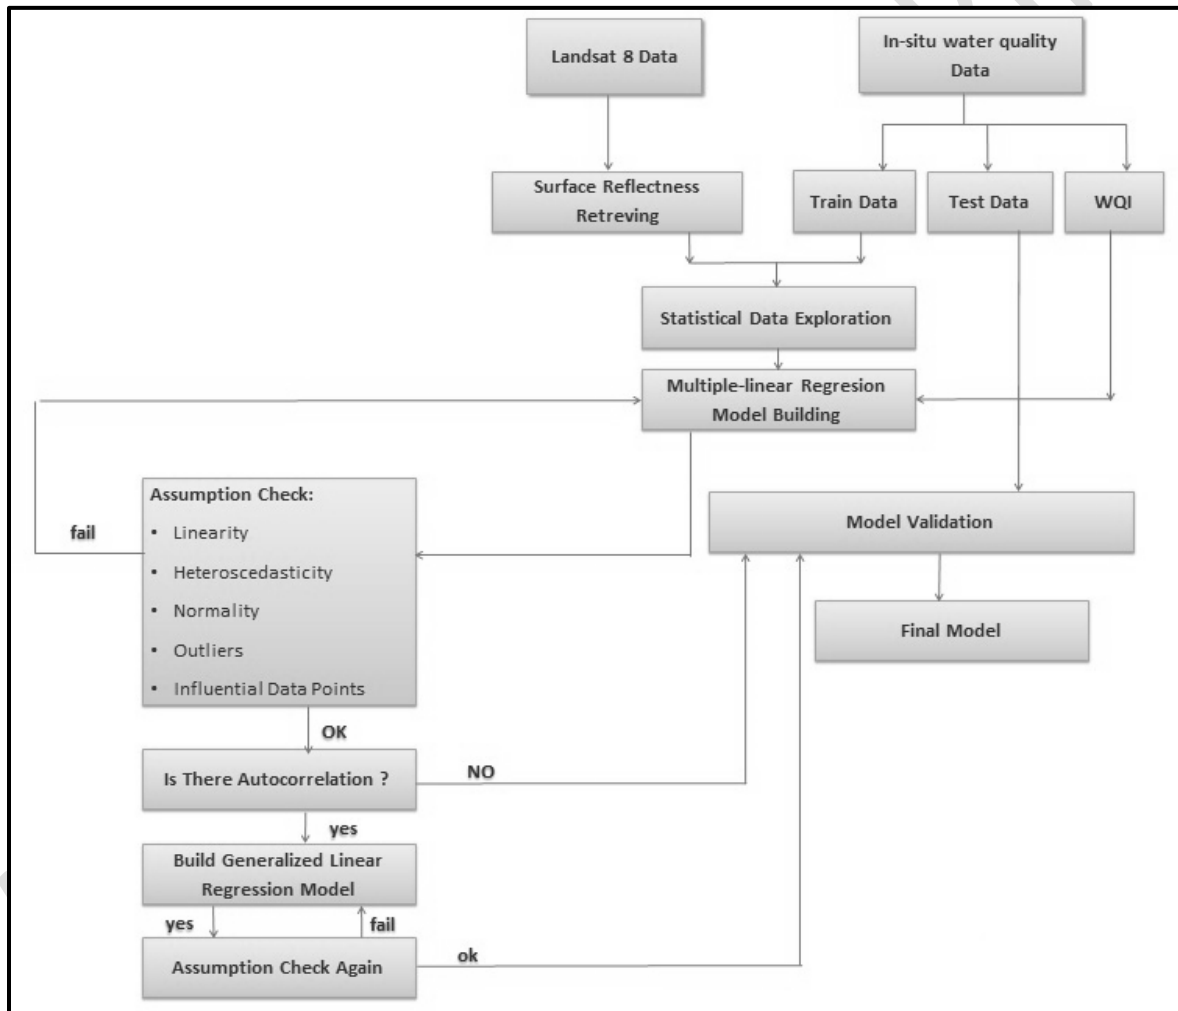 Landsat 8 Data
In-situ water quality
Data
Surface Reflectness
Retreving
Train Data
Test Data
WQI
Statistical Data Exploration
Multiple-linear Regresion
Model Building
Assumption Check:
• Linearity
• Heteroscedasticity
• Normality
• Outliers
• Influential Data Points
fail
Model Validation
Final Model
OK
Is There Autocorrelation ?
NO
yes
Build Generalized Linear
Regression Model
yes
fail
Assumption Check Again
ok